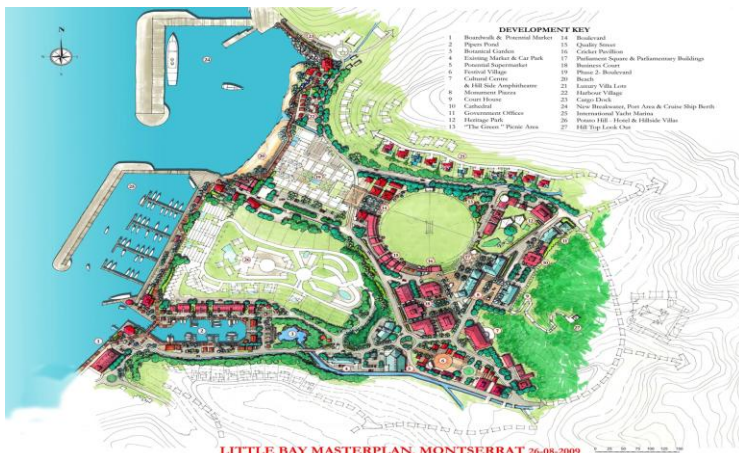 N
DEVELOPMENT KEY
1 Boardwalk & Potential Market
2 Pipers Pond
3 Botanical Garden
4 Existing Market & Car Park
5 Potential Supermarket
6 Festival Village
7 Cultural Centre
& Hill Side Amphitheatre
8 Monument Piazza
9 Court House
10 Cathedral
11 Government Offices
12 Heritage Park
13 "The Green" Picnic Area
14 Boulevard
15 Quality Street
16 Cricket Pavillion
17 Parliament Square & Parliamentary Buildings
18 Business Court
19 Phase 2- Boulevard
20 Beach
21 Luxury Villa Lots
22 Harbour Village
23 Cargo Dock
24 New Breakwater, Port Area & Cruise Ship Berth
25 International Yacht Marina
26 Potato Hill - Hotel & Hillside Villas
27 Hill Top Look Out
24
LITTLE BAY MASTERPLAN, MONTSERRAT 26-08-2009